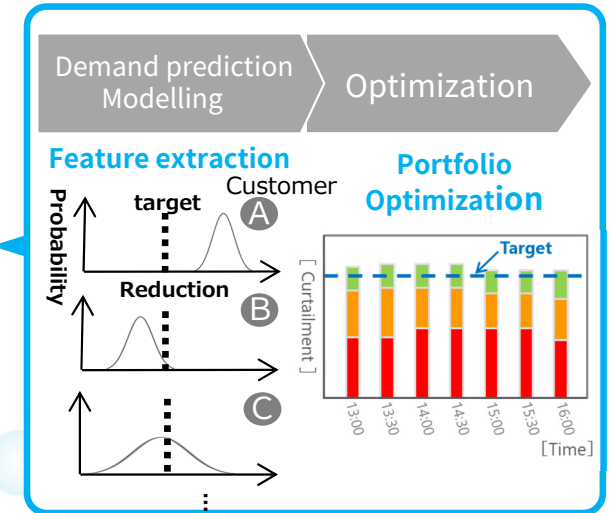 Demand prediction
Modelling
Optimization
Feature extraction
Customer
Probability
target
A
Reduction
B
C
⋮
Portfolio
Optimization
Target
[ Curtailment ]
13:00
13:30
14:00
14:30
15:00
15:30
16:00
[Time]